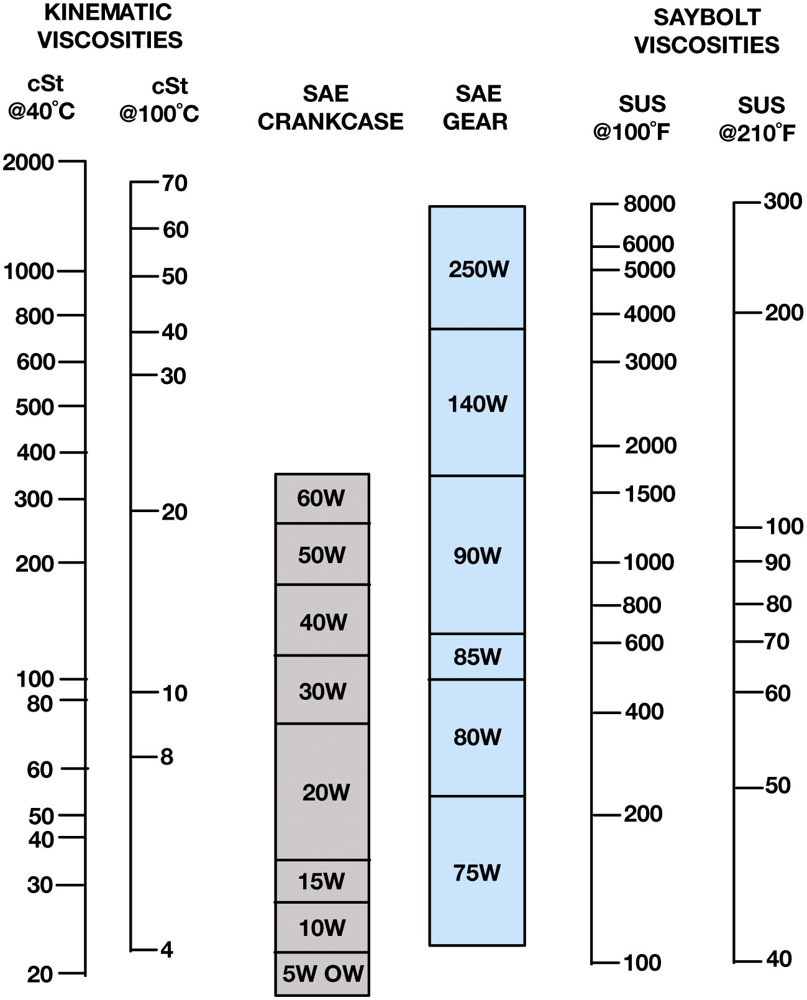 KINEMATIC
VISCOSITIES
SAYBOLT
VISCOSITIES
cSt
@40°C
cSt
@100°C
SAE
CRANKCASE
SAE
GEAR
SUS
@100°F
SUS
@210°F
2000
1000
800
600
500
400
300
200
100
80
60
50
40
30
20
70
60
50
40
30
20
10
8
4
60W
50W
40W
30W
20W
15W
10W
5W OW
250W
140W
90W
85W
80W
75W
8000
6000
5000
4000
3000
2000
1500
1000
800
600
400
200
100
300
200
100
90
80
70
60
50
40